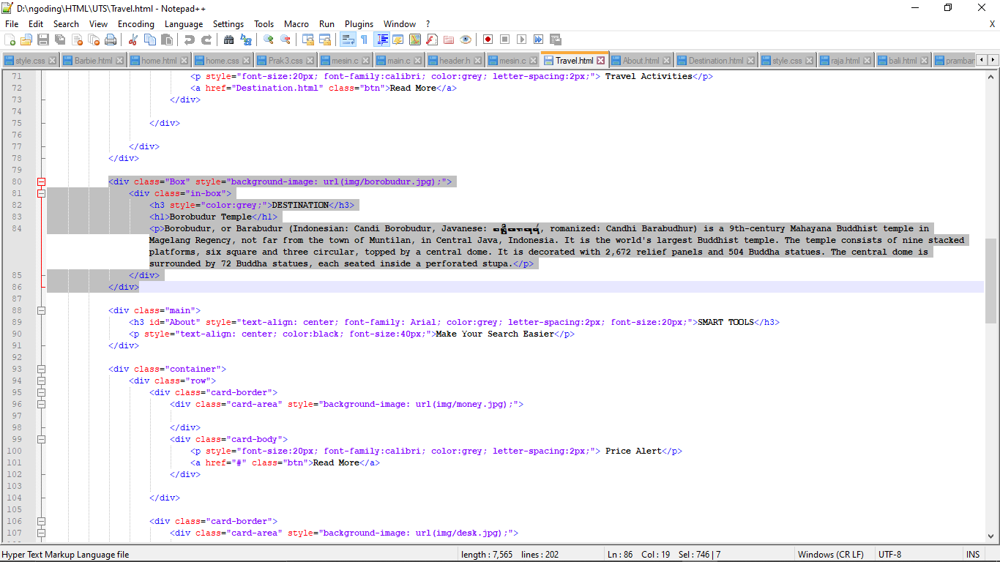 D:\ngoding\HTML\UTS\Travel.html - Notepad++
File Edit Search View Encoding Language Settings Tools Macro Run Plugins Window ? X
style.css Barbie.html home.html home.css Prak3.css mesin.c main.c header.h mesin.c Travel.html About.html Destination.html style.css raja.html bali.html prambar
71 <p style="font-size:20px; font-family:calibri; color:grey; letter-spacing:2px;"> Travel Activities</p>
72 <a href="Destination.html" class="btn">Read More</a>
73 </div>
74
75 </div>
76
77 </div>
78 </div>
79
80 <div class="Box" style="background-image: url(img/borobudur.jpg);">
81 <div class="in-box">
82 <h3 style="color:grey;">DESTINATION</h3>
83 <h1>Borobudur Temple</h1>
84 <p>Borobudur, or Barabudur (Indonesian: Candi Borobudur, Javanese: , romanized: Candhi Barabudhur) is a 9th-century Mahayana Buddhist temple in
Magelang Regency, not far from the town of Muntilan, in Central Java, Indonesia. It is the world's largest Buddhist temple. The temple consists of nine stacked
platforms, six square and three circular, topped by a central dome. It is decorated with 2,672 relief panels and 504 Buddha statues. The central dome is
surrounded by 72 Buddha statues, each seated inside a perforated stupa.</p>
85 </div>
86 </div>
87
88 <div class="main">
89 <h3 id="About" style="text-align: center; font-family: Arial; color:grey; letter-spacing:2px; font-size:20px;">SMART TOOLS</h3>
90 <p style="text-align: center; color:black; font-size:40px;">Make Your Search Easier</p>
91 </div>
92
93 <div class="container">
94 <div class="row">
95 <div class="card-border">
96 <div class="card-area" style="background-image: url(img/money.jpg);">
97
98 </div>
99 <div class="card-body">
100 <p style="font-size:20px; font-family:calibri; color:grey; letter-spacing:2px;"> Price Alert</p>
101 <a href="#" class="btn">Read More</a>
102 </div>
103
104 </div>
105
106 <div class="card-border">
107 <div class="card-area" style="background-image: url(img/desk.jpg);">
Hyper Text Markup Language file length : 7,565 lines : 202 Ln : 86 Col : 19 Sel : 746 | 7 Windows (CR LF) UTF-8 INS